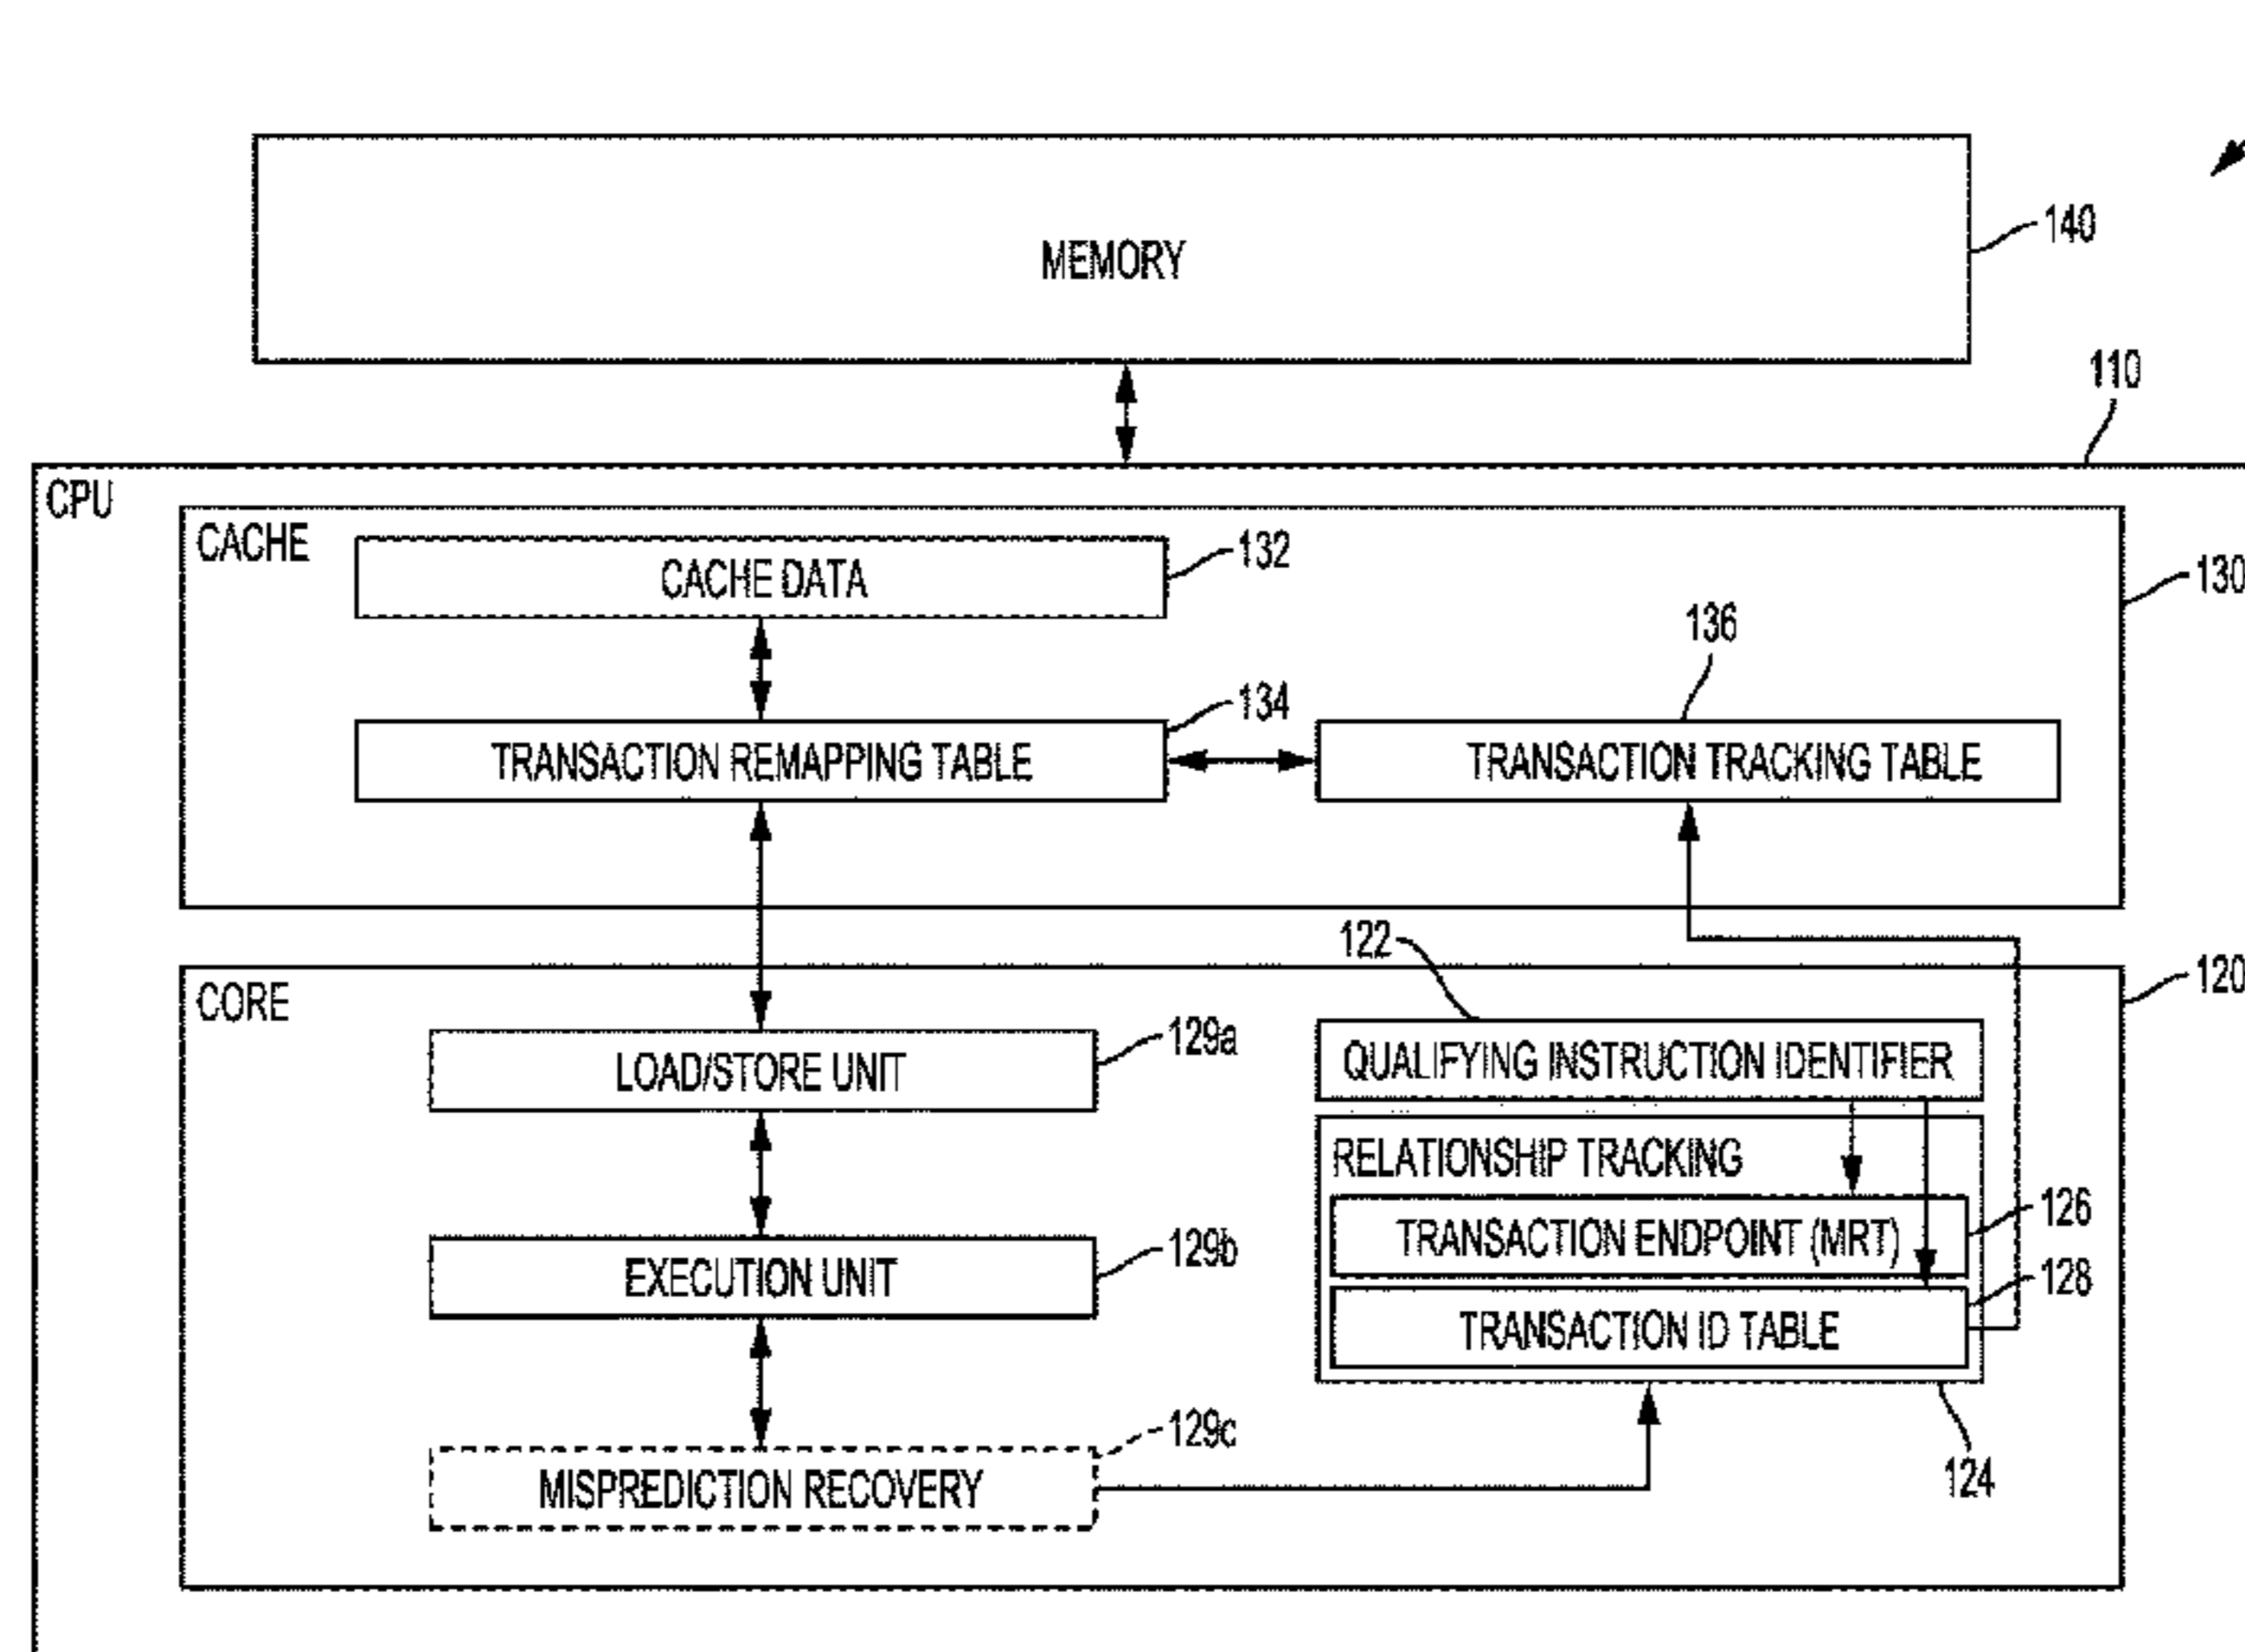 MEMORY
140
110
CPU
CACHE
CACHE DATA
132
130
136
134
TRANSACTION REMAPPING TABLE
TRANSACTION TRACKING TABLE
122
CORE
120
LOAD/STORE UNIT
129a
QUALIFYING INSTRUCTION IDENTIFIER
RELATIONSHIP TRACKING
EXECUTION UNIT
129b
TRANSACTION ENDPOINT (MRT)
126
TRANSACTION ID TABLE
128
MISPREDICTION RECOVERY
129c
124